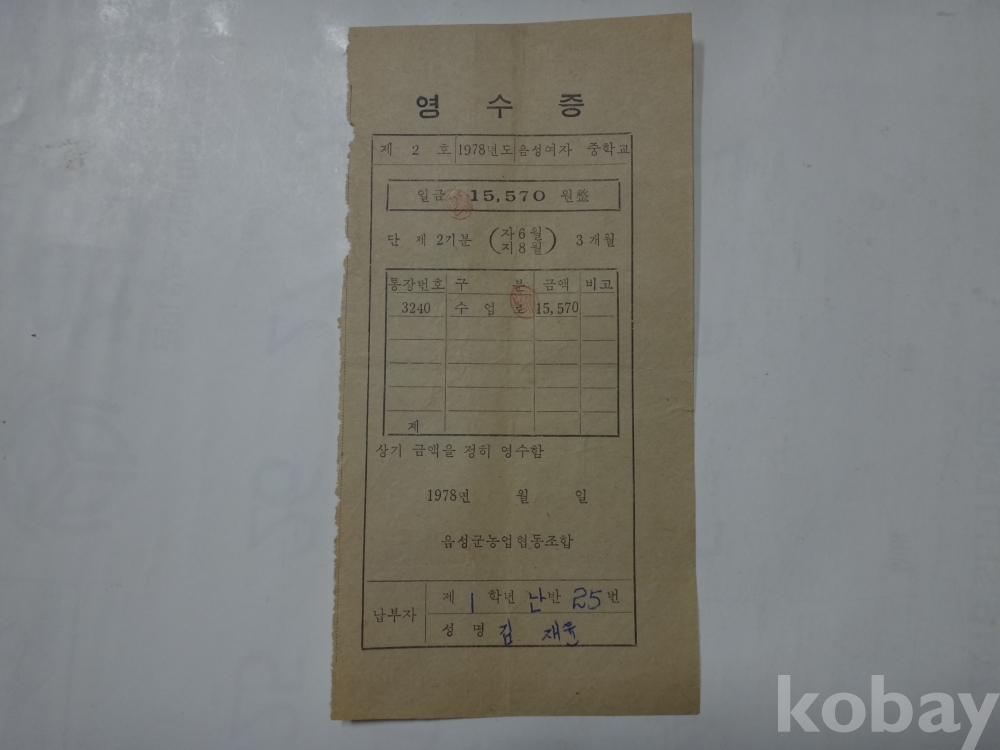 영 수 증
제 2 호 1978년도 음성여자 중학교
일금 15,570 원整
단 제 2기분 (자6월 지8월) 3개월
통장번호 구 분 금액 비고
3240 수 업 료 15,570
계
상기 금액을 정히 영수함
1978년 월 일
음성군농업협동조합
납부자 제 1 학년 난반 25번
성 명 김 재윤
kobay